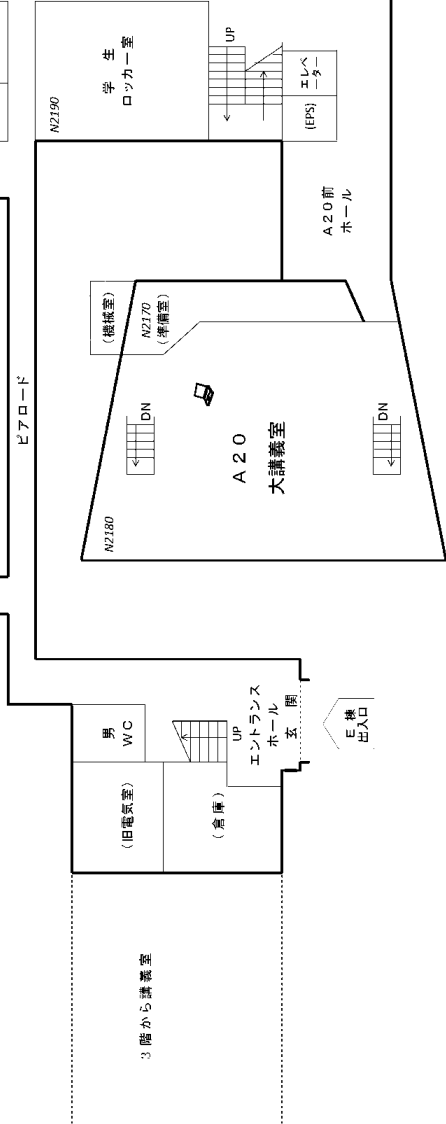 N2190
学生
ロッカー室
UP
エレベ
ーター
(EPS)
A20前
ホール
ピアロード
(機械室)
N2170
(準備室)
DN
A20
大講義室
DN
N2180
男
WC
UP
エントランス
ホール
玄関
E棟
出入口
(旧電気室)
(倉庫)
3階から講義室